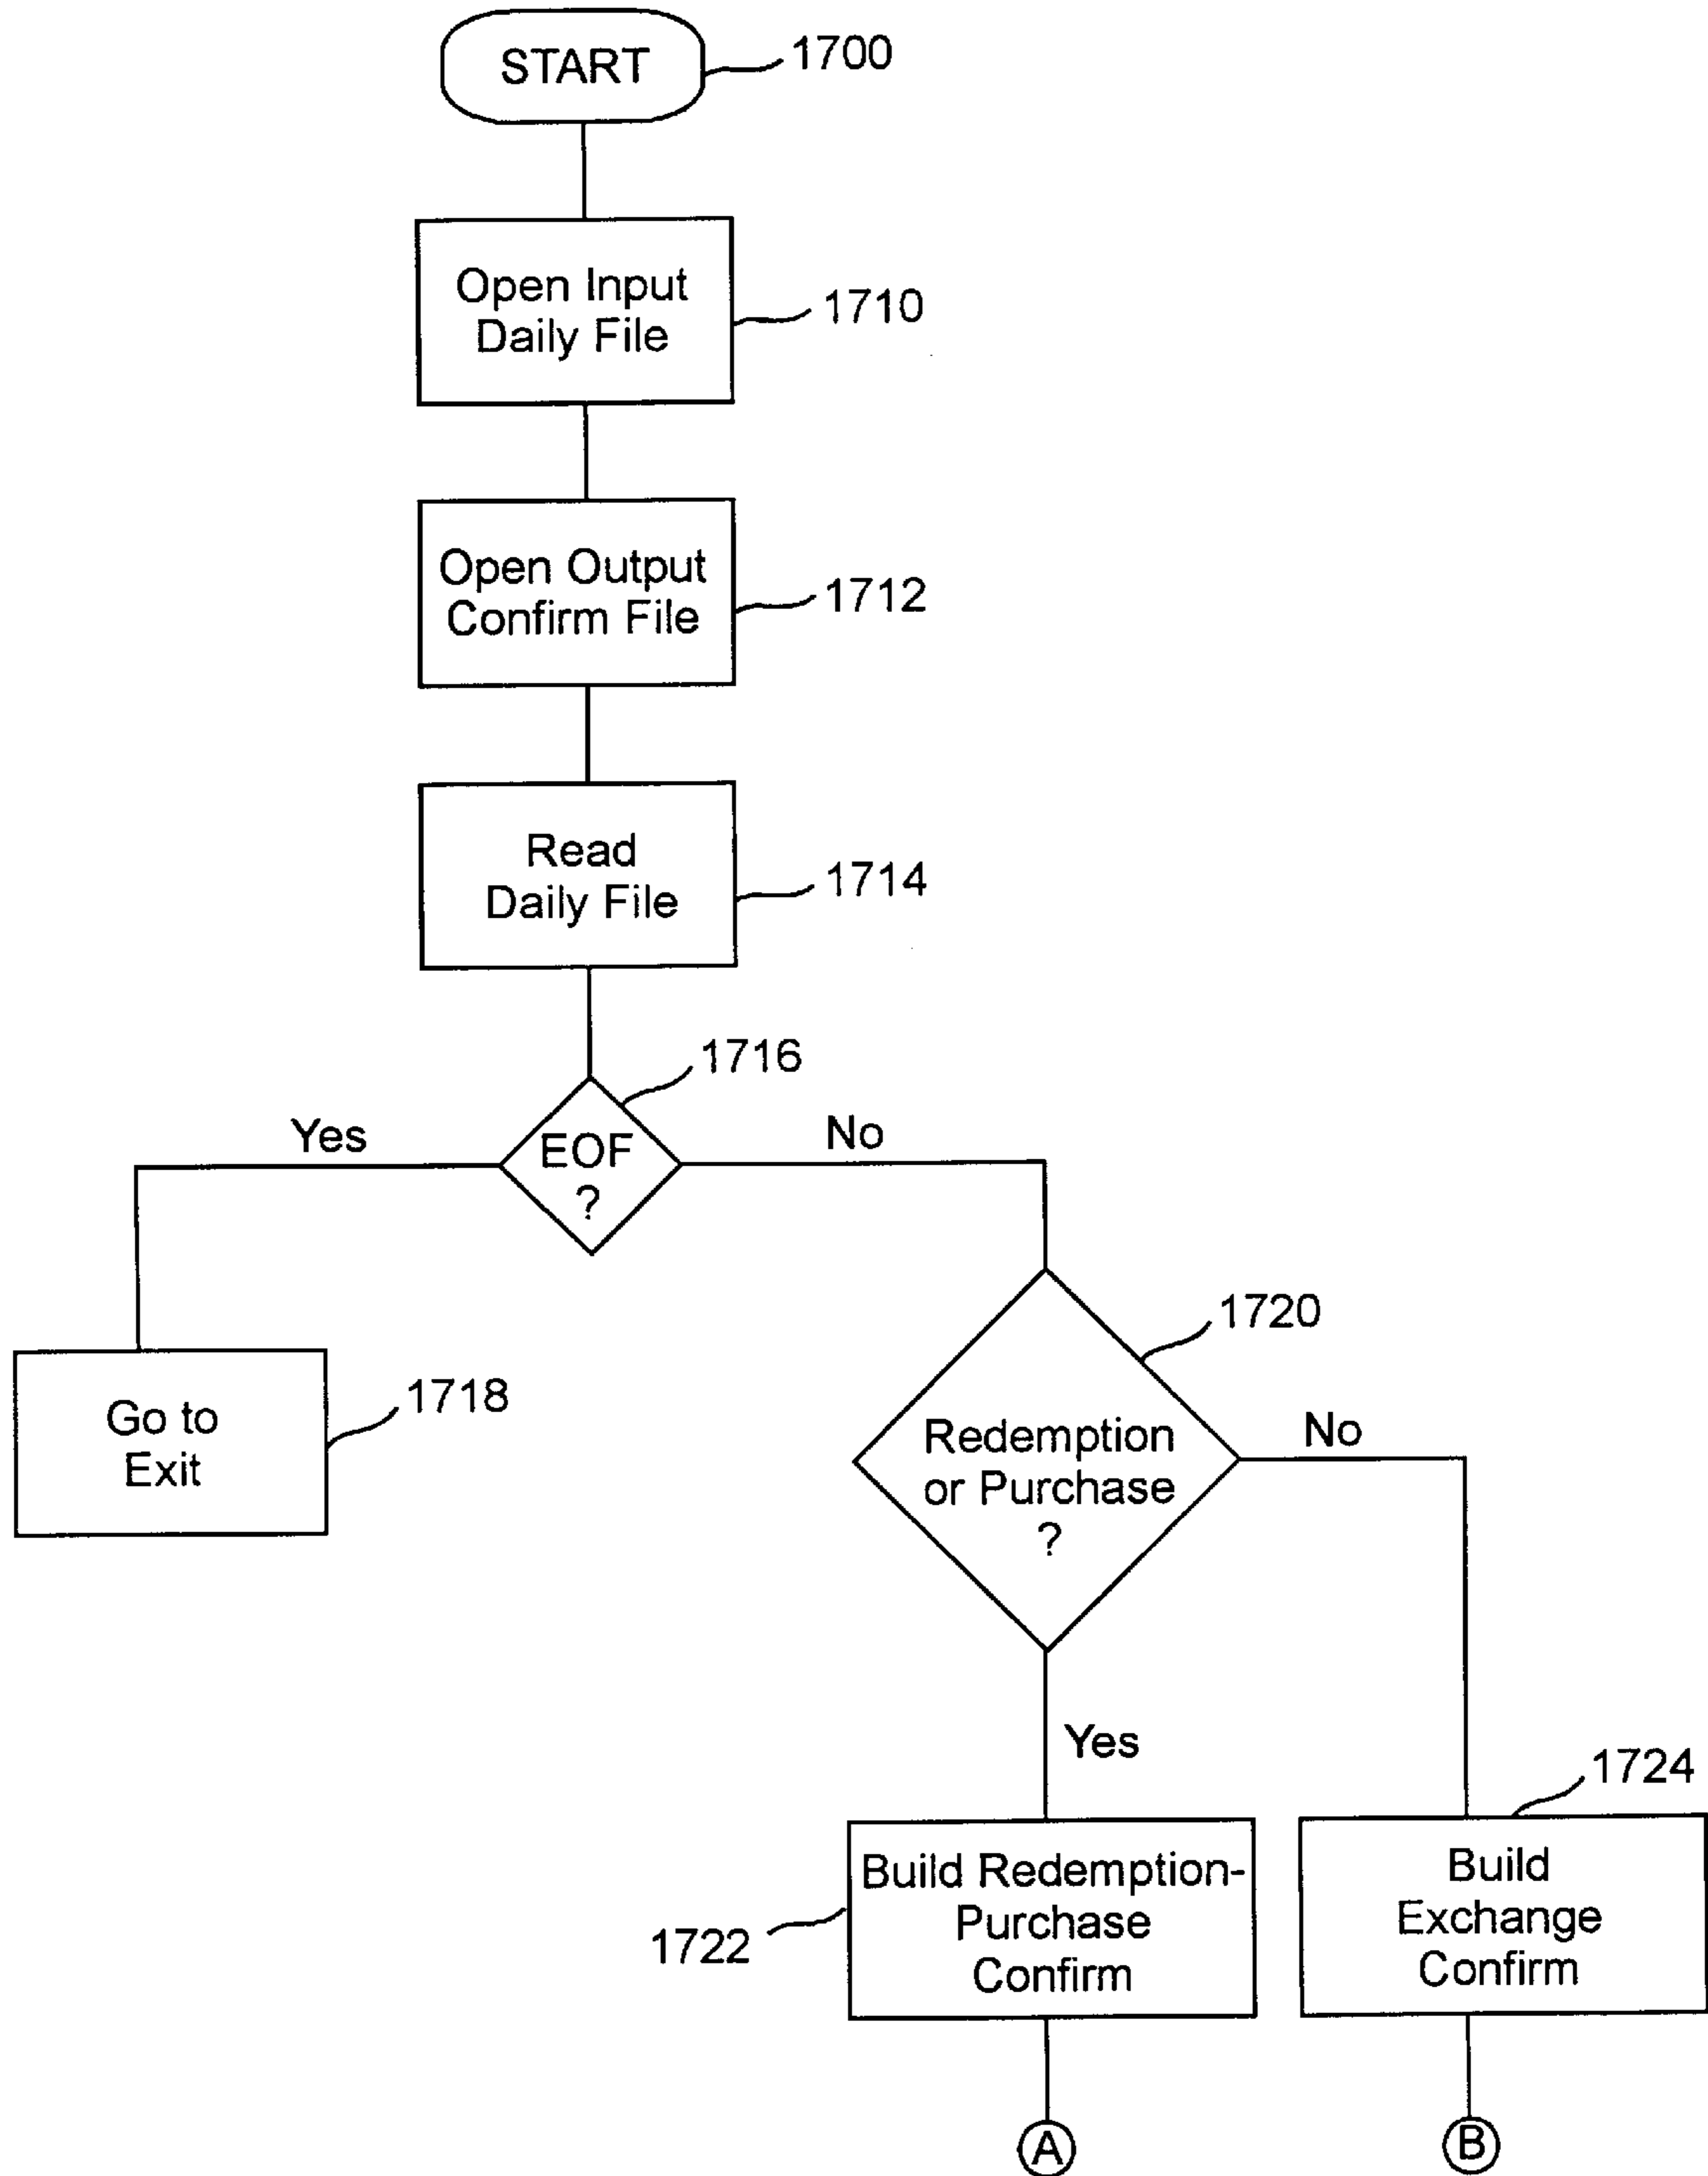 START
1700
Open Input
Daily File
1710
Open Output
Confirm File
1712
Read
Daily File
1714
1716
Yes
EOF
?
No
1720
Go to
Exit
1718
Redemption
or Purchase
?
No
Yes
1724
Build Redemption-
Purchase
Confirm
1722
Build
Exchange
Confirm
A
B